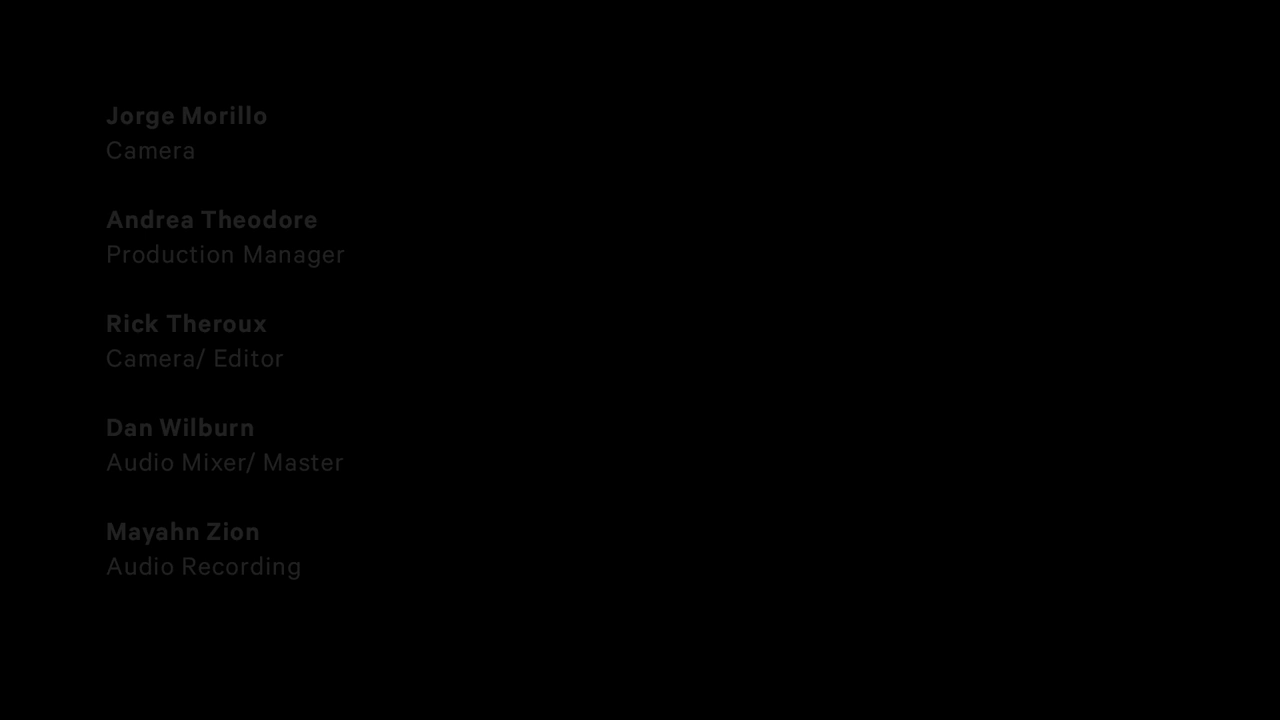 Jorge Morillo
Camera
Andrea Theodore
Production Manager
Rick Theroux
Camera/ Editor
Dan Wilburn
Audio Mixer/ Master
Mayahn Zion
Audio Recording